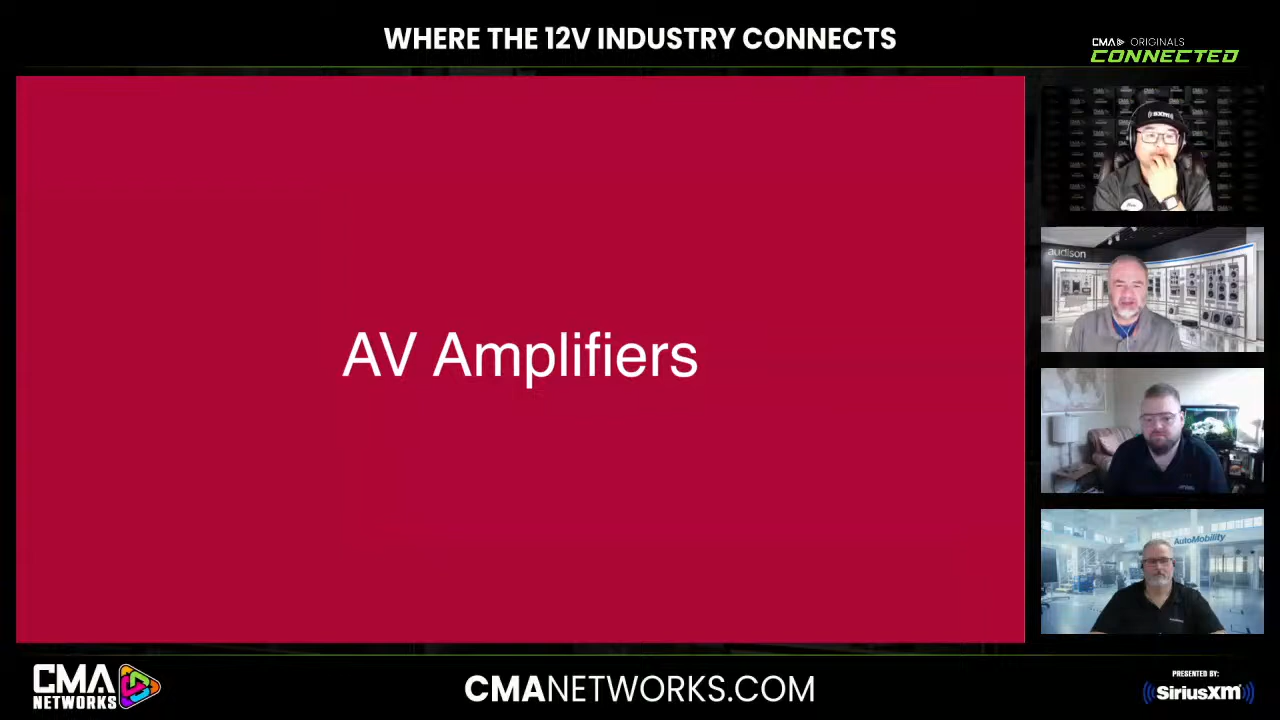 WHERE THE 12V INDUSTRY CONNECTS
CMA ORIGINALS
CONNECTED
SXM
audison
AV Amplifiers
AutoMobility
CMA
NETWORKS
CMANETWORKS.COM
PRESENTED BY:
SiriusXM